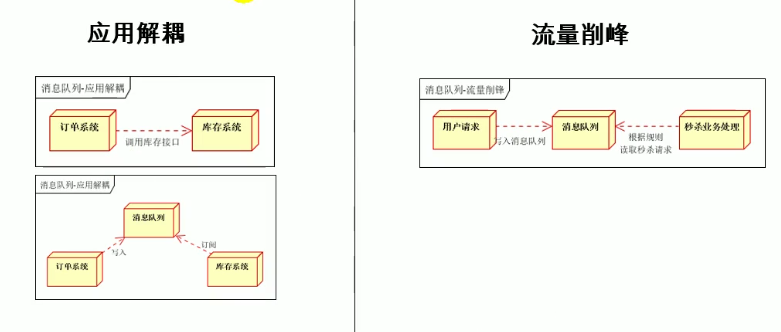 应用解耦
消息队列-应用解耦
订单系统
库存系统
调用库存接口
消息队列-应用解耦
消息队列
写入
订阅
订单系统
库存系统
流量削峰
消息队列-流量削锋
用户请求
消息队列
秒杀业务处理
写入消息队列
根据规则
读取秒杀请求